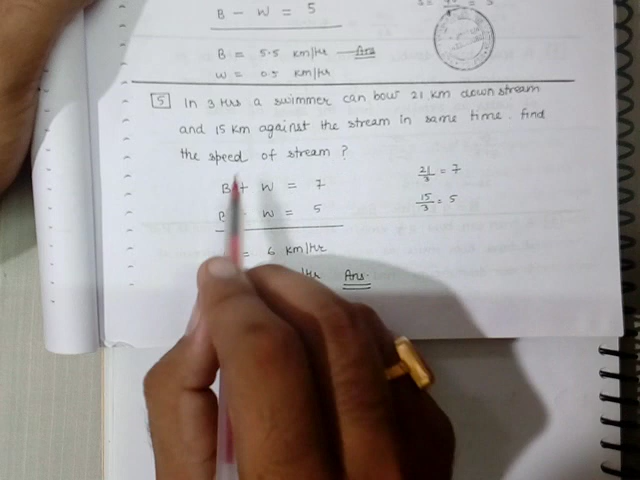 B - W = 5
B = 5.5 km/Hr Ans
W = 0.5 km/Hr
5 In 3 Hrs a swimmer can bow 21 km down stream
and 15 km against the stream in same time. find
the speed of stream ?
B + W = 7
21/3 = 7
B - W = 5
15/3 = 5
= 6 km/Hr
/Hr Ans.